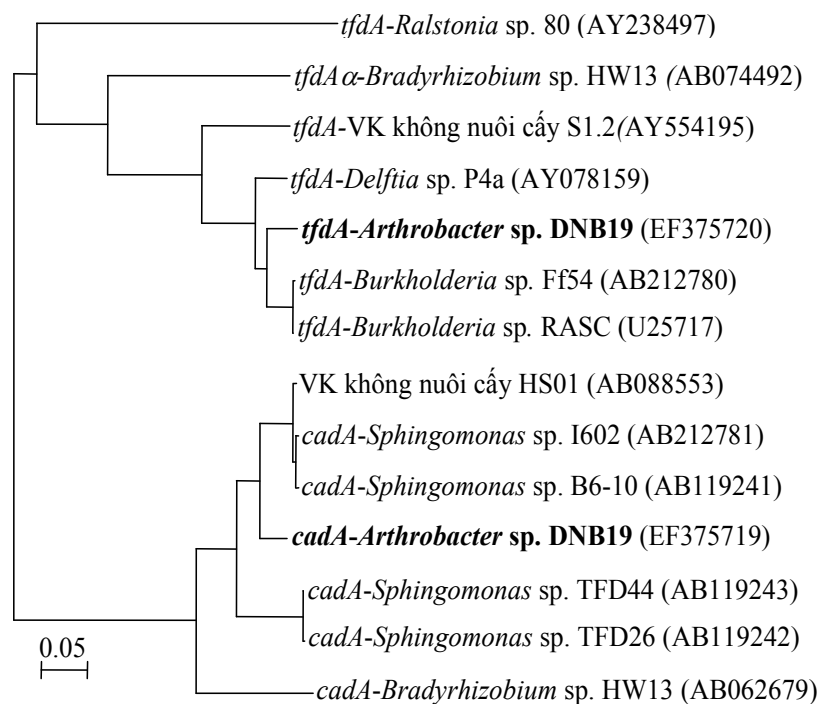 tfdA-Ralstonia sp. 80 (AY238497)
tfdAα-Bradyrhizobium sp. HW13 (AB074492)
tfdA-VK không nuôi cấy S1.2(AY554195)
tfdA-Delftia sp. P4a (AY078159)
tfdA-Arthrobacter sp. DNB19 (EF375720)
tfdA-Burkholderia sp. Ff54 (AB212780)
tfdA-Burkholderia sp. RASC (U25717)
VK không nuôi cấy HS01 (AB088553)
cadA-Sphingomonas sp. I602 (AB212781)
cadA-Sphingomonas sp. B6-10 (AB119241)
cadA-Arthrobacter sp. DNB19 (EF375719)
cadA-Sphingomonas sp. TFD44 (AB119243)
cadA-Sphingomonas sp. TFD26 (AB119242)
0.05
cadA-Bradyrhizobium sp. HW13 (AB062679)